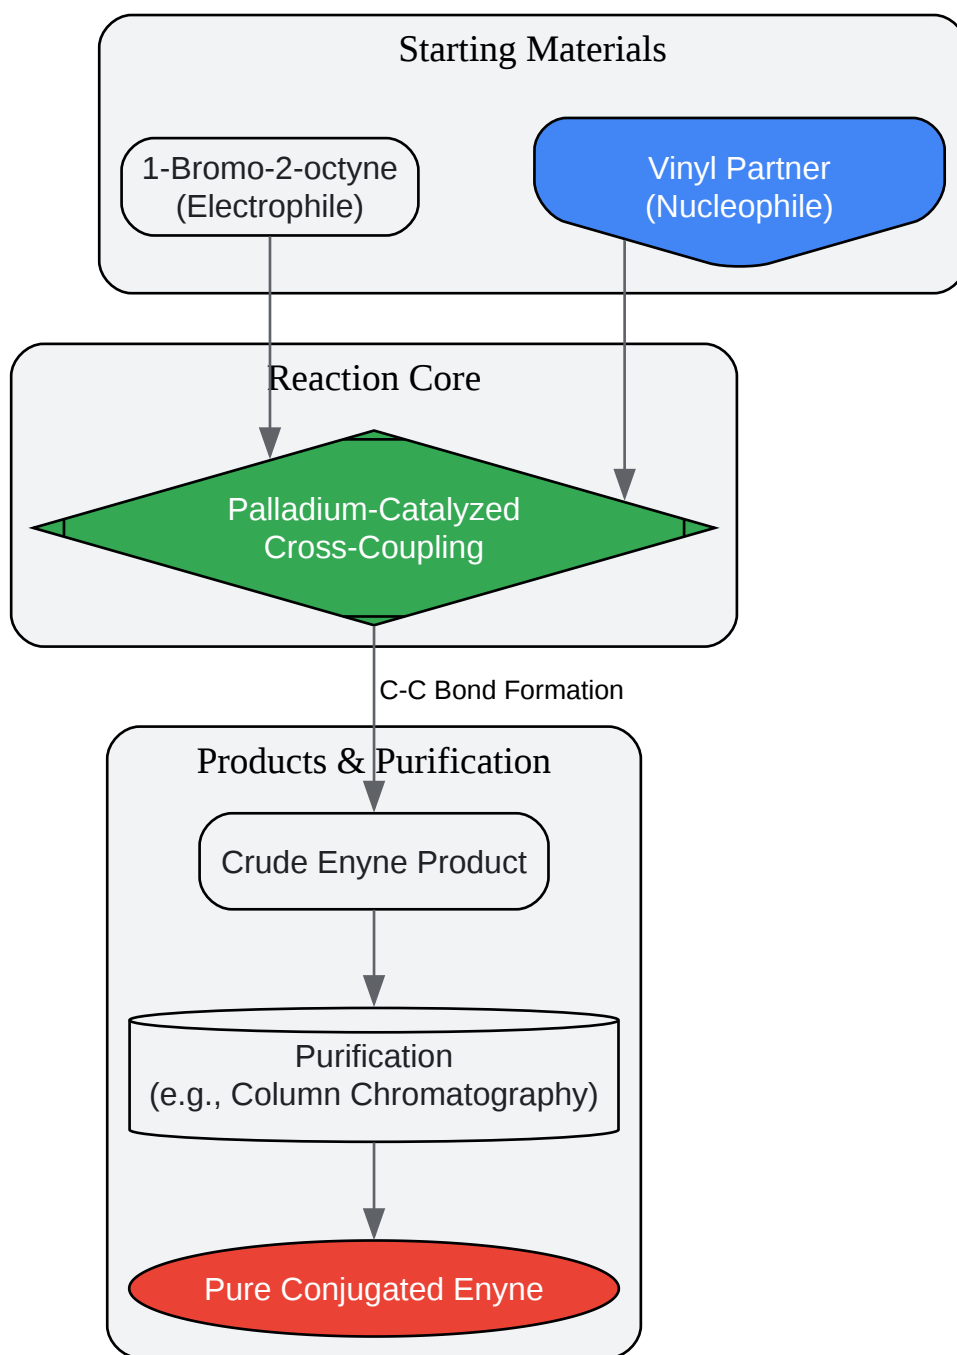 Starting Materials
1-Bromo-2-octyne
(Electrophile)
Vinyl Partner
(Nucleophile)
Reaction Core
Palladium-Catalyzed
Cross-Coupling
C-C Bond Formation
Products & Purification
Crude Enyne Product
Purification
(e.g., Column Chromatography)
Pure Conjugated Enyne